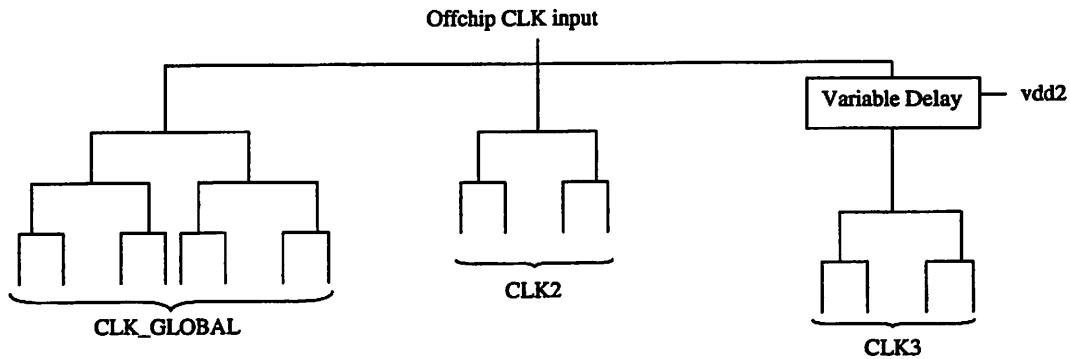 Offchip CLK input
Variable Delay
vdd2
CLK2
CLK_GLOBAL
CLK3